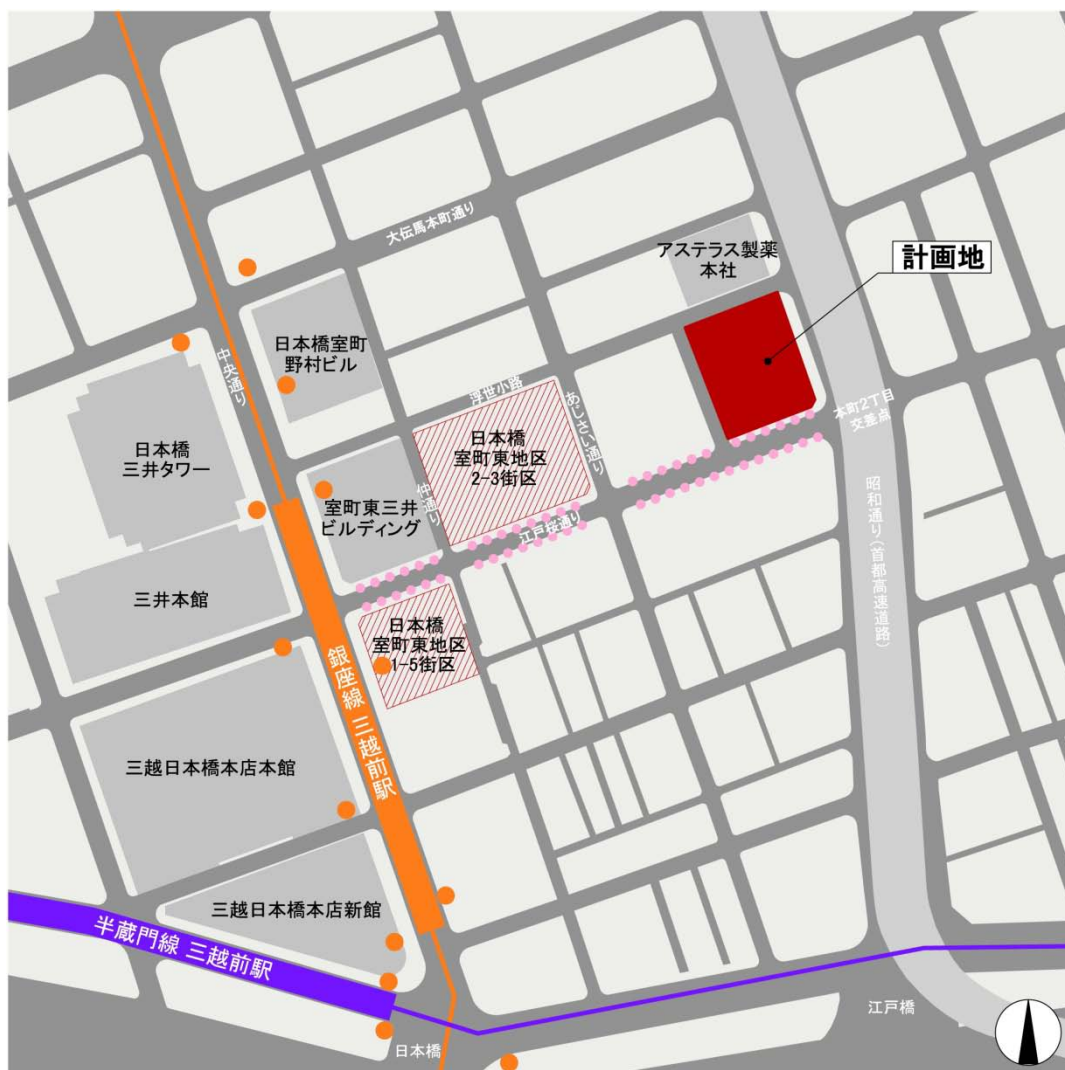 大伝馬本町通り
アステラス製薬
本社
計画地
日本橋室町
野村ビル
中央通り
浮世小路
あじさい通り
本町2丁目
交差点
日本橋
三井タワー
日本橋
室町東地区
2-3街区
室町東三井
ビルディング
仲通り
江戸桜通り
昭和通り(首都高速道路)
三井本館
日本橋
室町東地区
1-5街区
銀座線 三越前駅
三越日本橋本店本館
三越日本橋本店新館
半蔵門線 三越前駅
江戸橋
日本橋